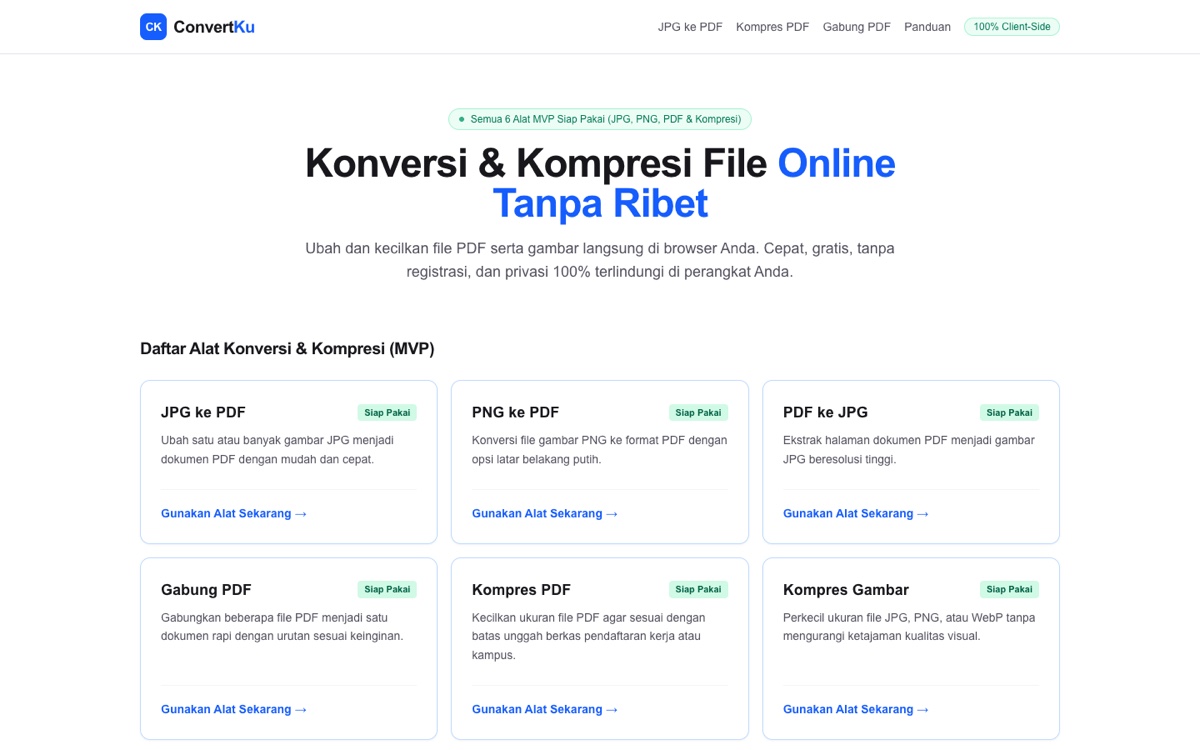 CK ConvertKu
JPG ke PDF Kompres PDF Gabung PDF Panduan 100% Client-Side
Semua 6 Alat MVP Siap Pakai (JPG, PNG, PDF & Kompresi)
Konversi & Kompresi File Online
Tanpa Ribet
Ubah dan kecilkan file PDF serta gambar langsung di browser Anda. Cepat, gratis, tanpa
registrasi, dan privasi 100% terlindungi di perangkat Anda.
Daftar Alat Konversi & Kompresi (MVP)
JPG ke PDF
Siap Pakai
Ubah satu atau banyak gambar JPG menjadi
dokumen PDF dengan mudah dan cepat.
Gunakan Alat Sekarang →
PNG ke PDF
Siap Pakai
Konversi file gambar PNG ke format PDF dengan
opsi latar belakang putih.
Gunakan Alat Sekarang →
PDF ke JPG
Siap Pakai
Ekstrak halaman dokumen PDF menjadi gambar
JPG beresolusi tinggi.
Gunakan Alat Sekarang →
Gabung PDF
Siap Pakai
Gabungkan beberapa file PDF menjadi satu
dokumen rapi dengan urutan sesuai keinginan.
Gunakan Alat Sekarang →
Kompres PDF
Siap Pakai
Kecilkan ukuran file PDF agar sesuai dengan
batas unggah berkas pendaftaran kerja atau
kampus.
Gunakan Alat Sekarang →
Kompres Gambar
Siap Pakai
Perkecil ukuran file JPG, PNG, atau WebP tanpa
mengurangi ketajaman kualitas visual.
Gunakan Alat Sekarang →